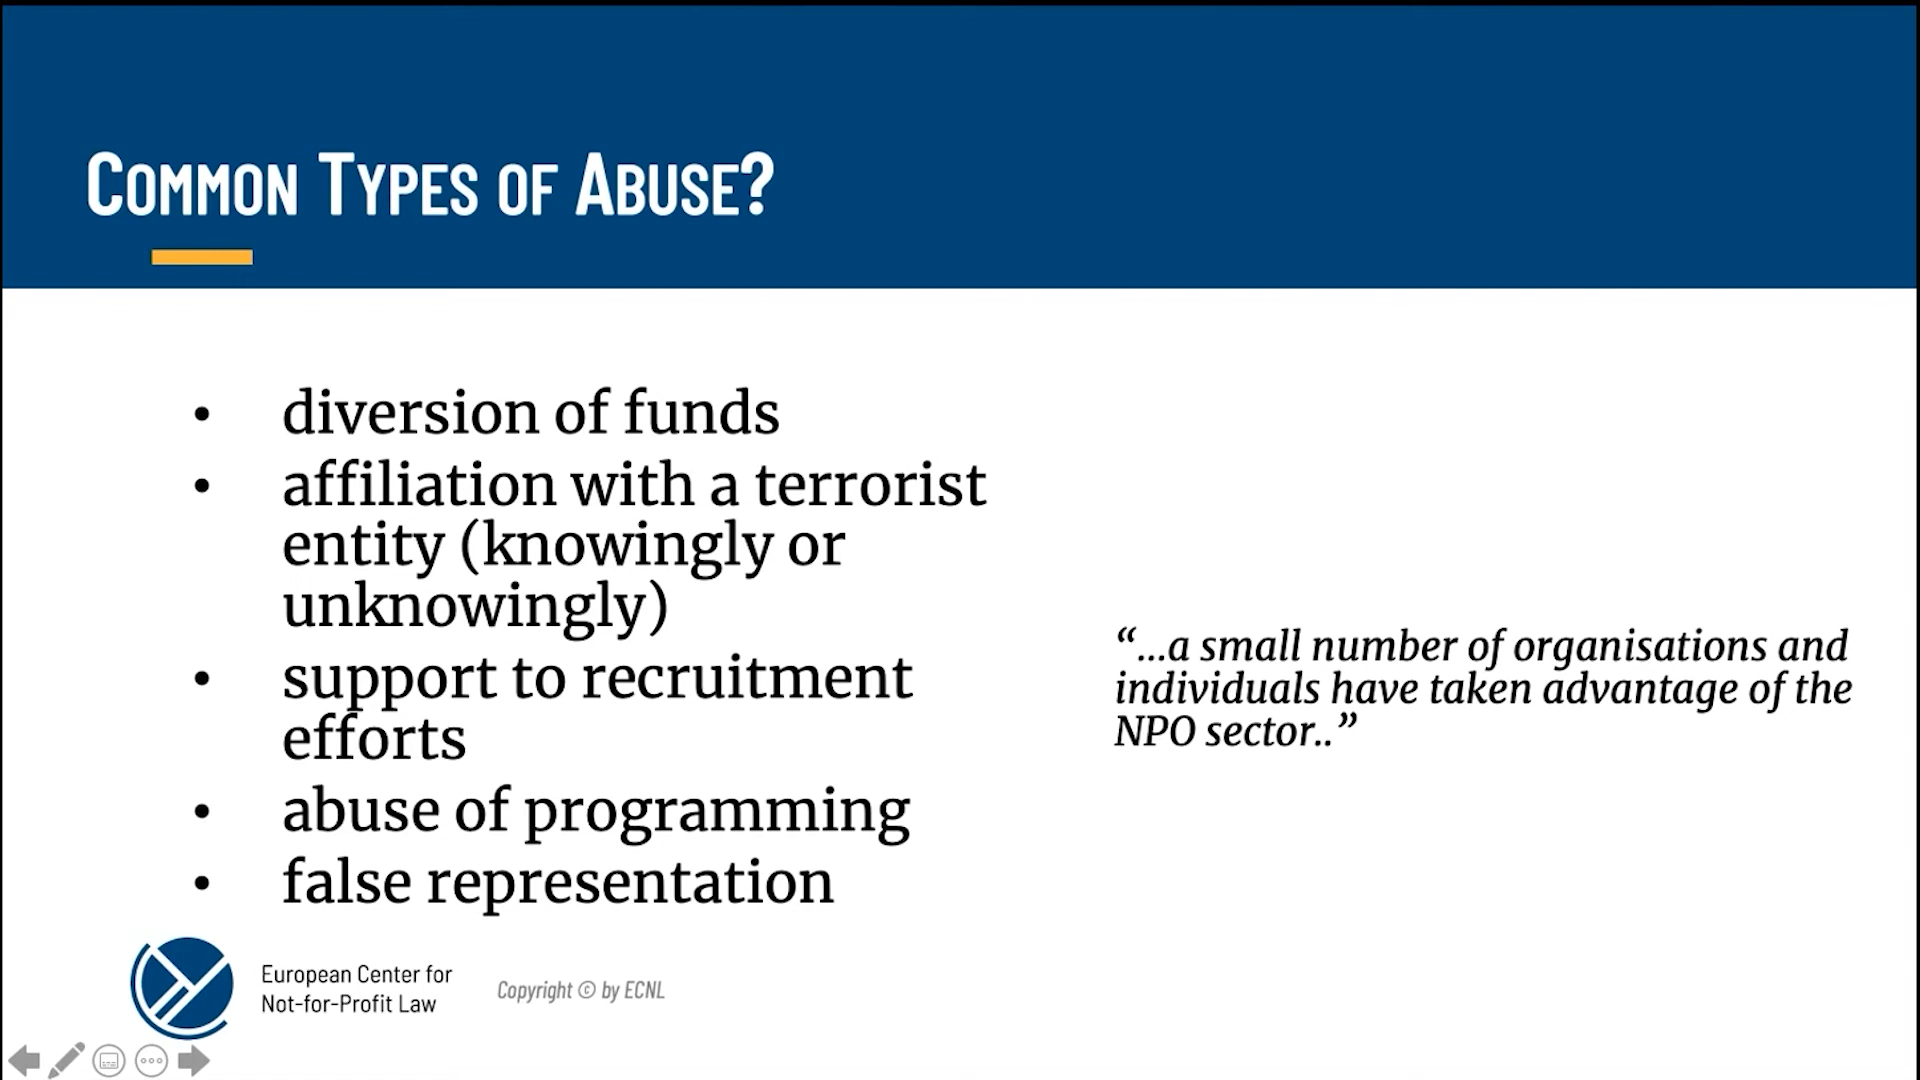 COMMON TYPES OF ABUSE?
• diversion of funds
• affiliation with a terrorist
entity (knowingly or
unknowingly)
• support to recruitment
efforts
• abuse of programming
• false representation
“...a small number of organisations and
individuals have taken advantage of the
NPO sector..”
European Center for
Not-for-Profit Law
Copyright © by ECNL